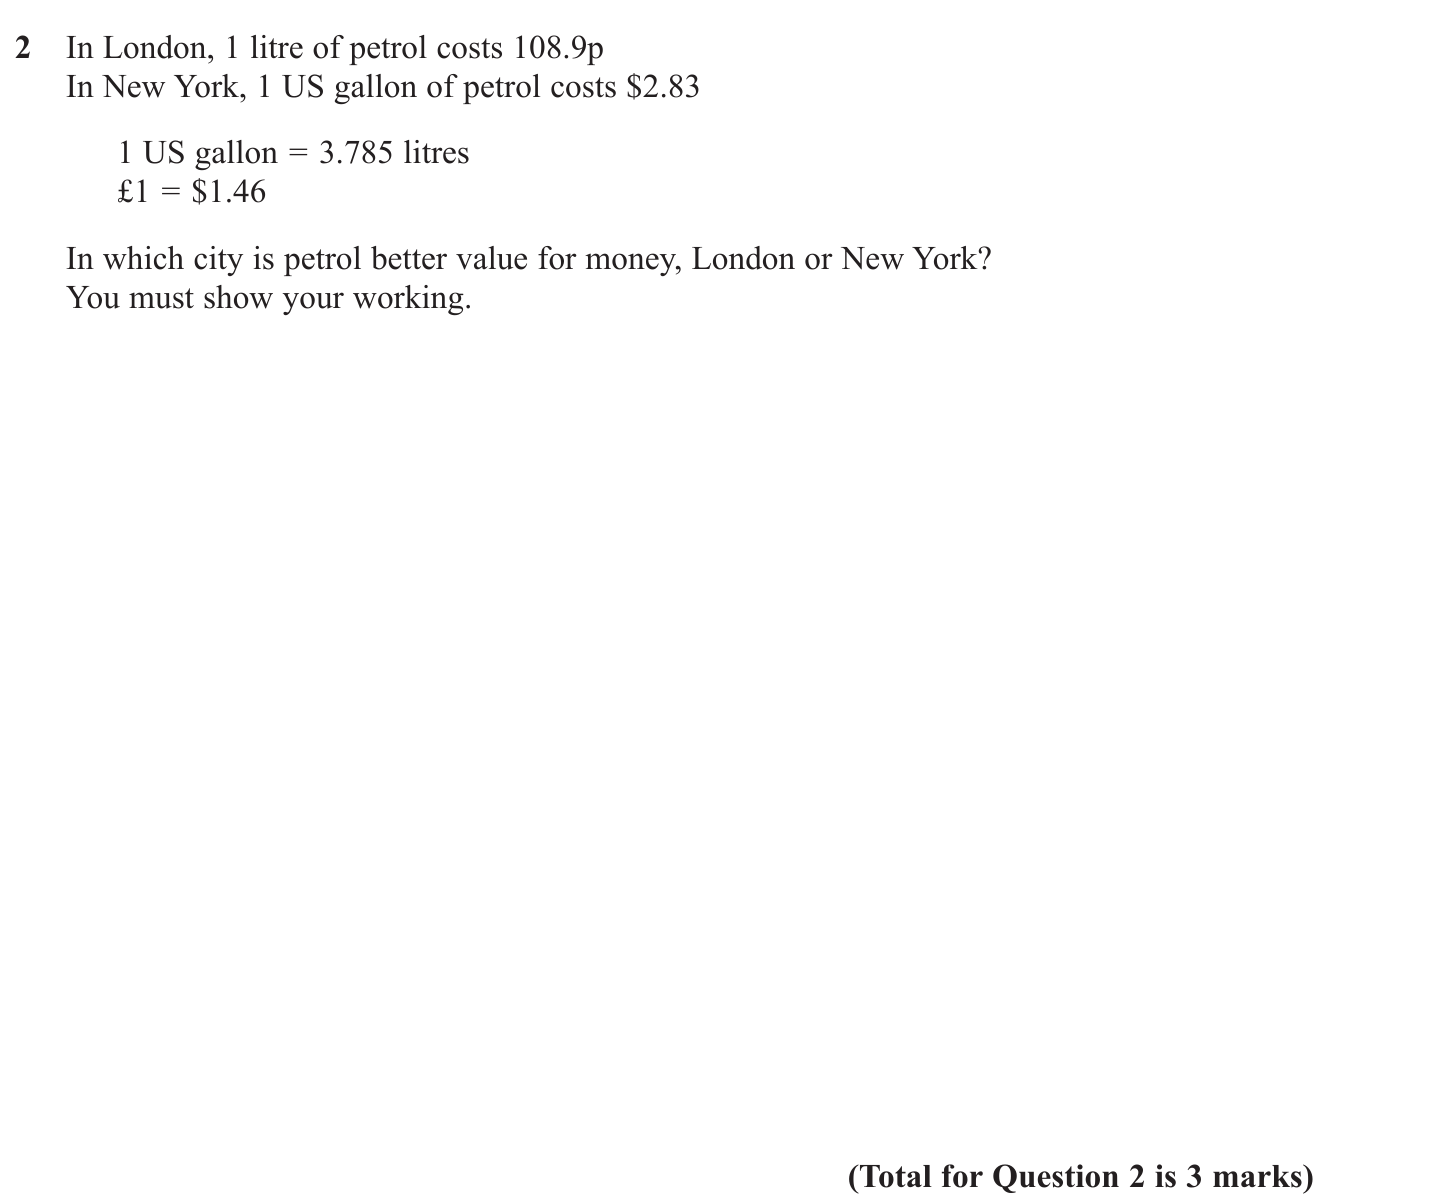 2 In London, 1 litre of petrol costs 108.9p
In New York, 1 US gallon of petrol costs $2.83
1 US gallon = 3.785 litres
£1 = $1.46
In which city is petrol better value for money, London or New York?
You must show your working.
(Total for Question 2 is 3 marks)